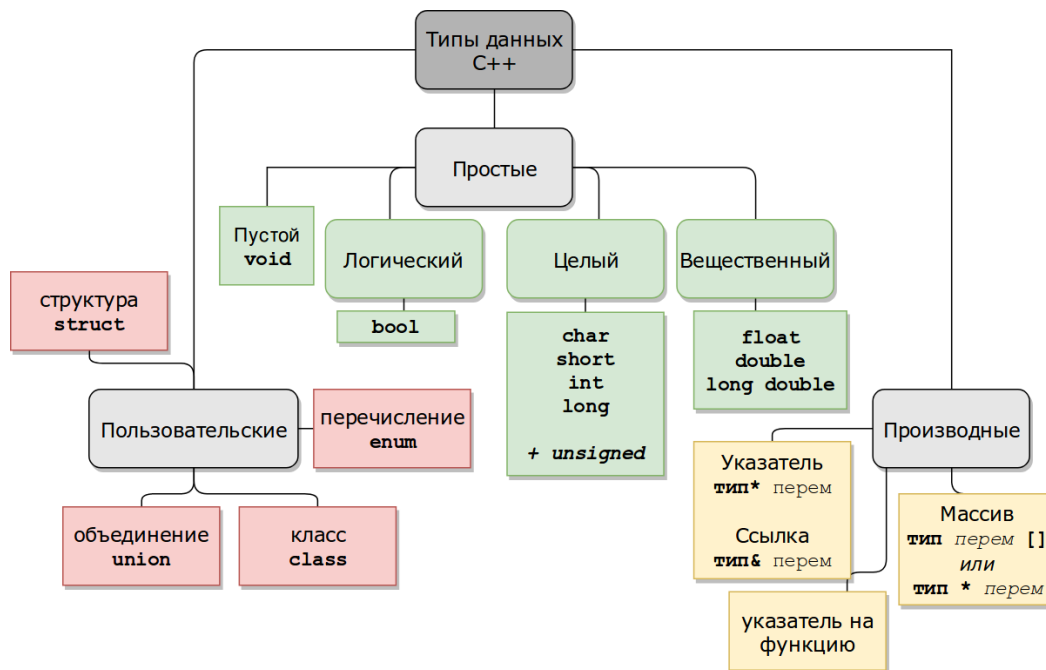 Типы данных
C++
Простые
Пустой
void
Логический
bool
Целый
char
short
int
long
+ unsigned
Вещественный
float
double
long double
структура
struct
Пользовательские
перечисление
enum
объединение
union
класс
class
Производные
Указатель
тип* перем
Ссылка
тип& перем
Массив
тип перем []
или
тип * перем
указатель на
функцию